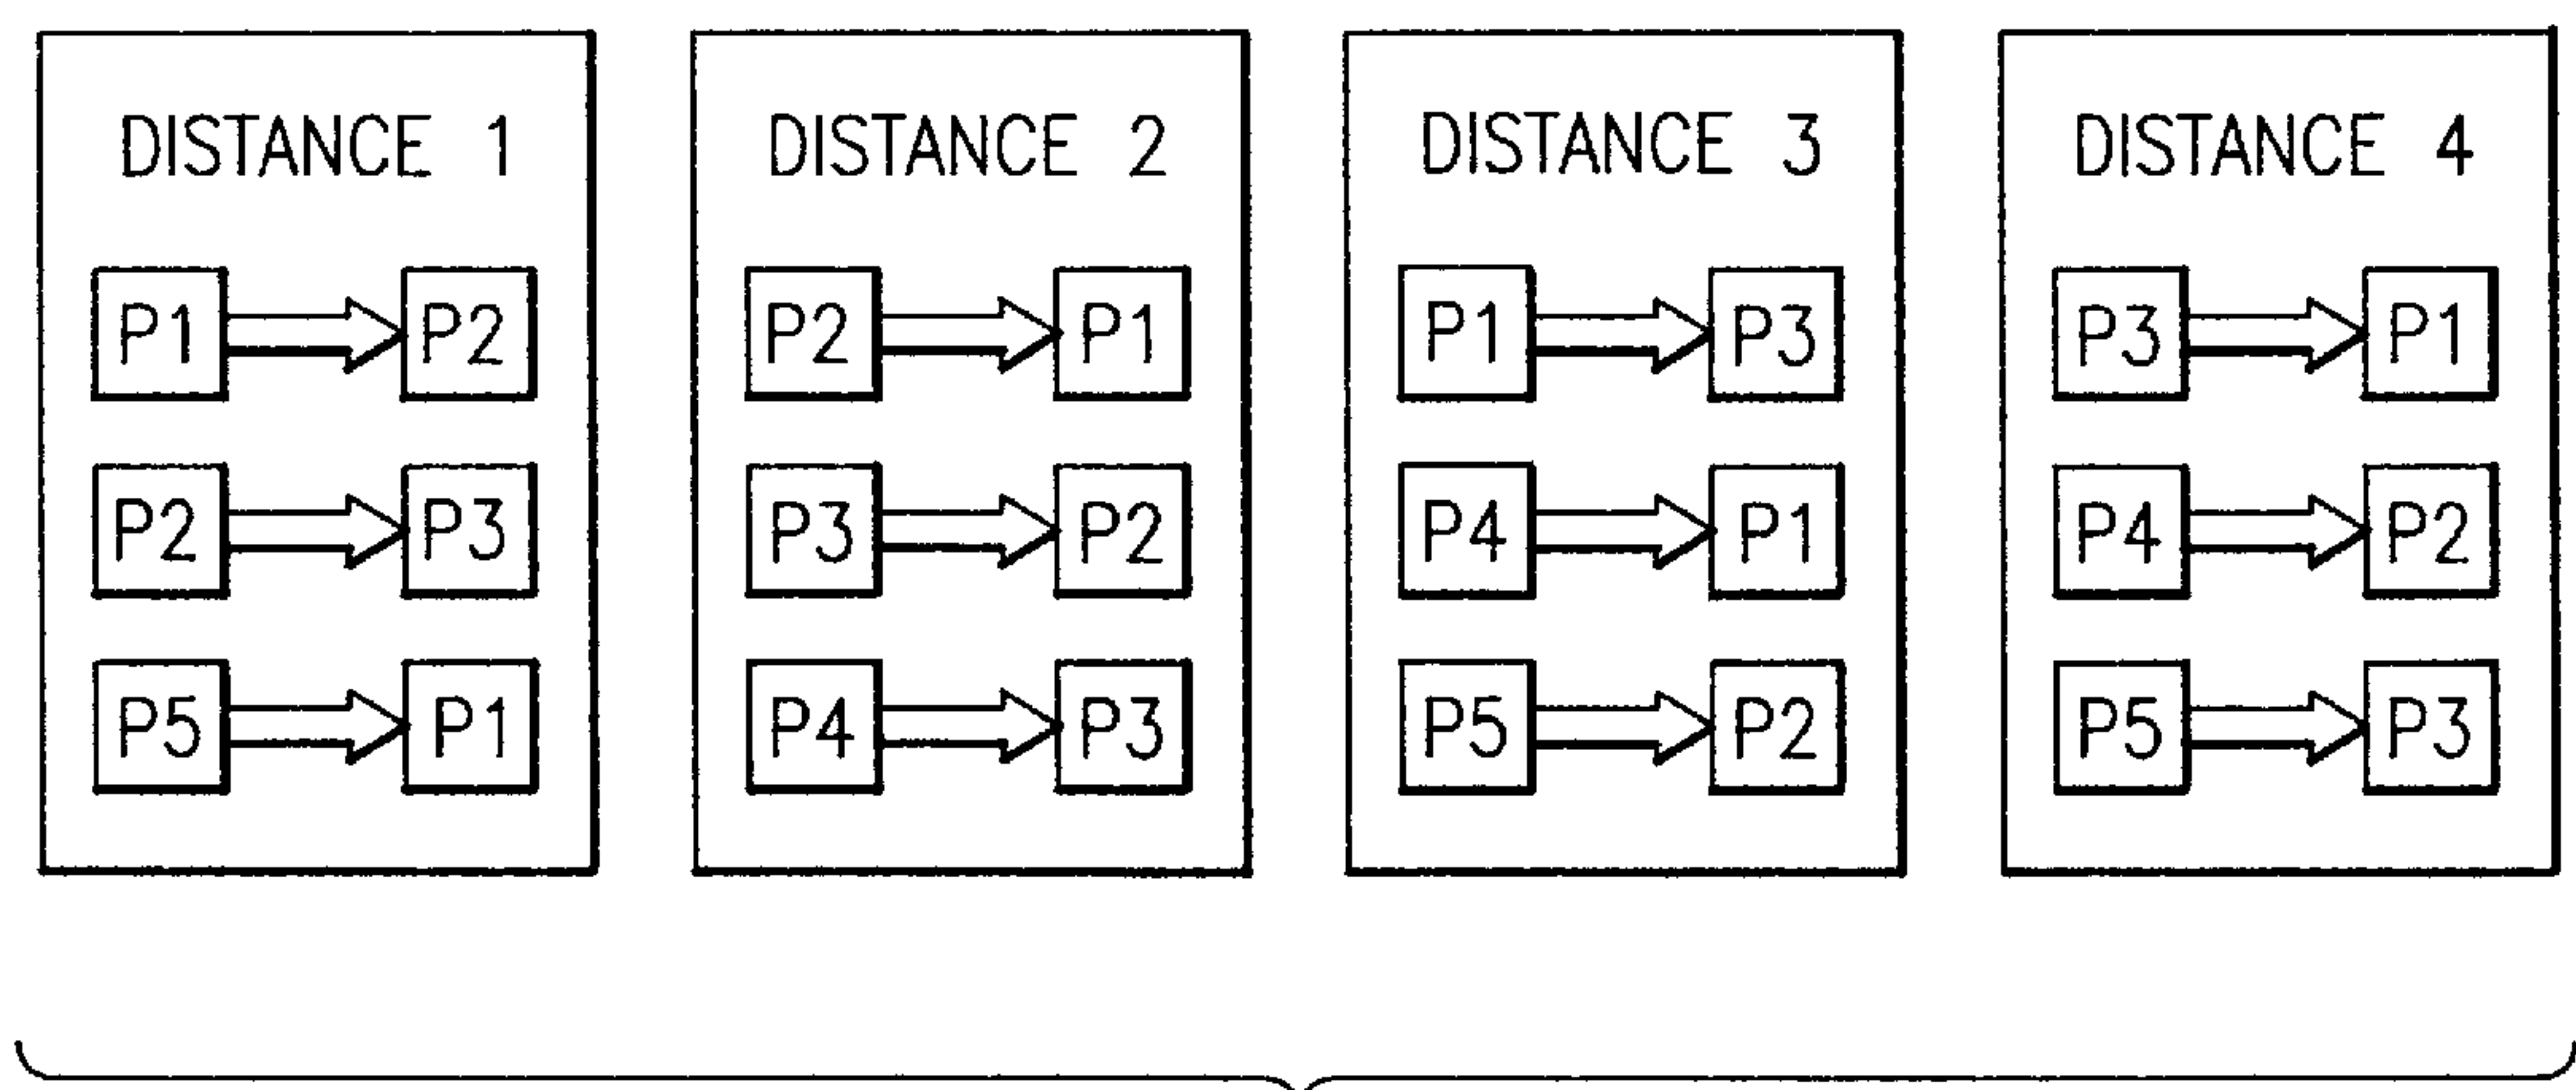 DISTANCE 1
P1 P2
P2 P3
P5 P1
DISTANCE 2
P2 P1
P3 P2
P4 P3
DISTANCE 3
P1 P3
P4 P1
P5 P2
DISTANCE 4
P3 P1
P4 P2
P5 P3